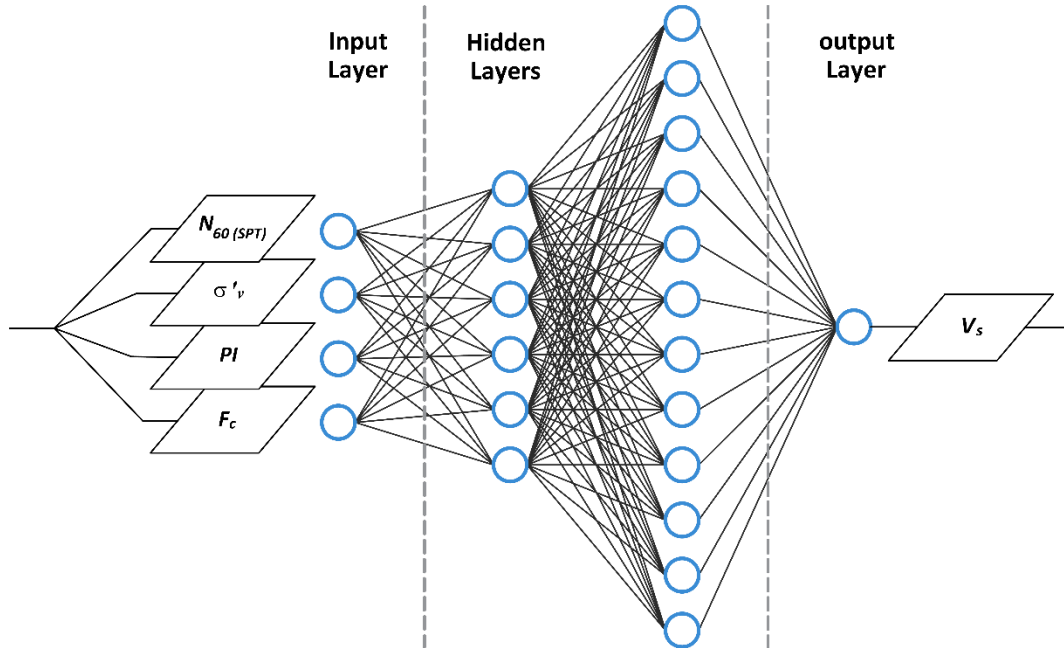 Input
Layer
Hidden
Layers
output
Layer
N60 (SPT)
σ'v
PI
Fc
Vs